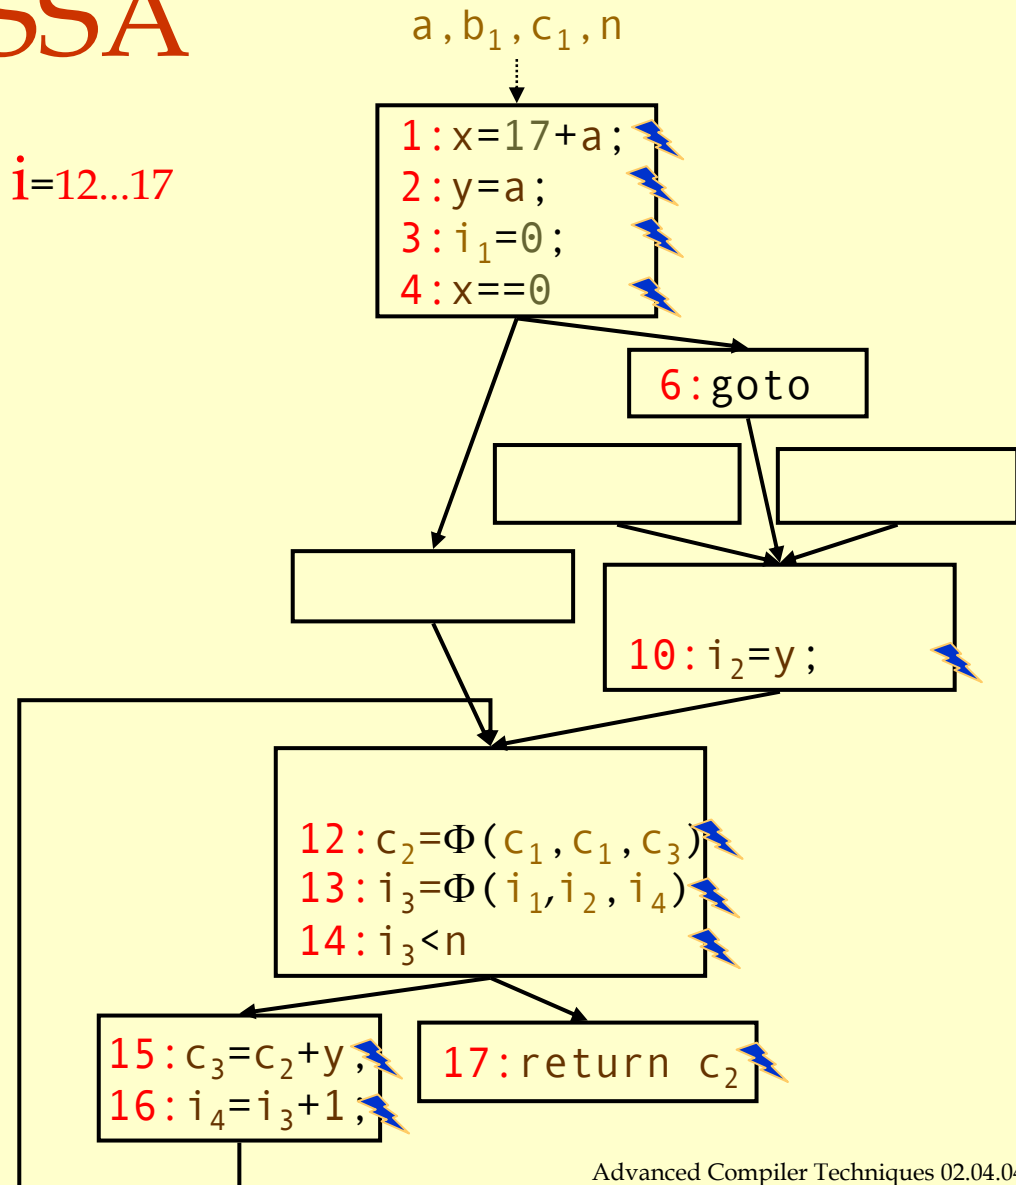 SSA
a,b₁,c₁,n
i=12...17
1:x=17+a;
2:y=a;
3:i₁=0;
4:x==0
6:goto
10:i₂=y;
12:c₂=Φ(c₁,c₁,c₃)
13:i₃=Φ(i₁,i₂,i₄)
14:i₃<n
15:c₃=c₂+y;
16:i₄=i₃+1;
17:return c₂
Advanced Compiler Techniques 02.04.04